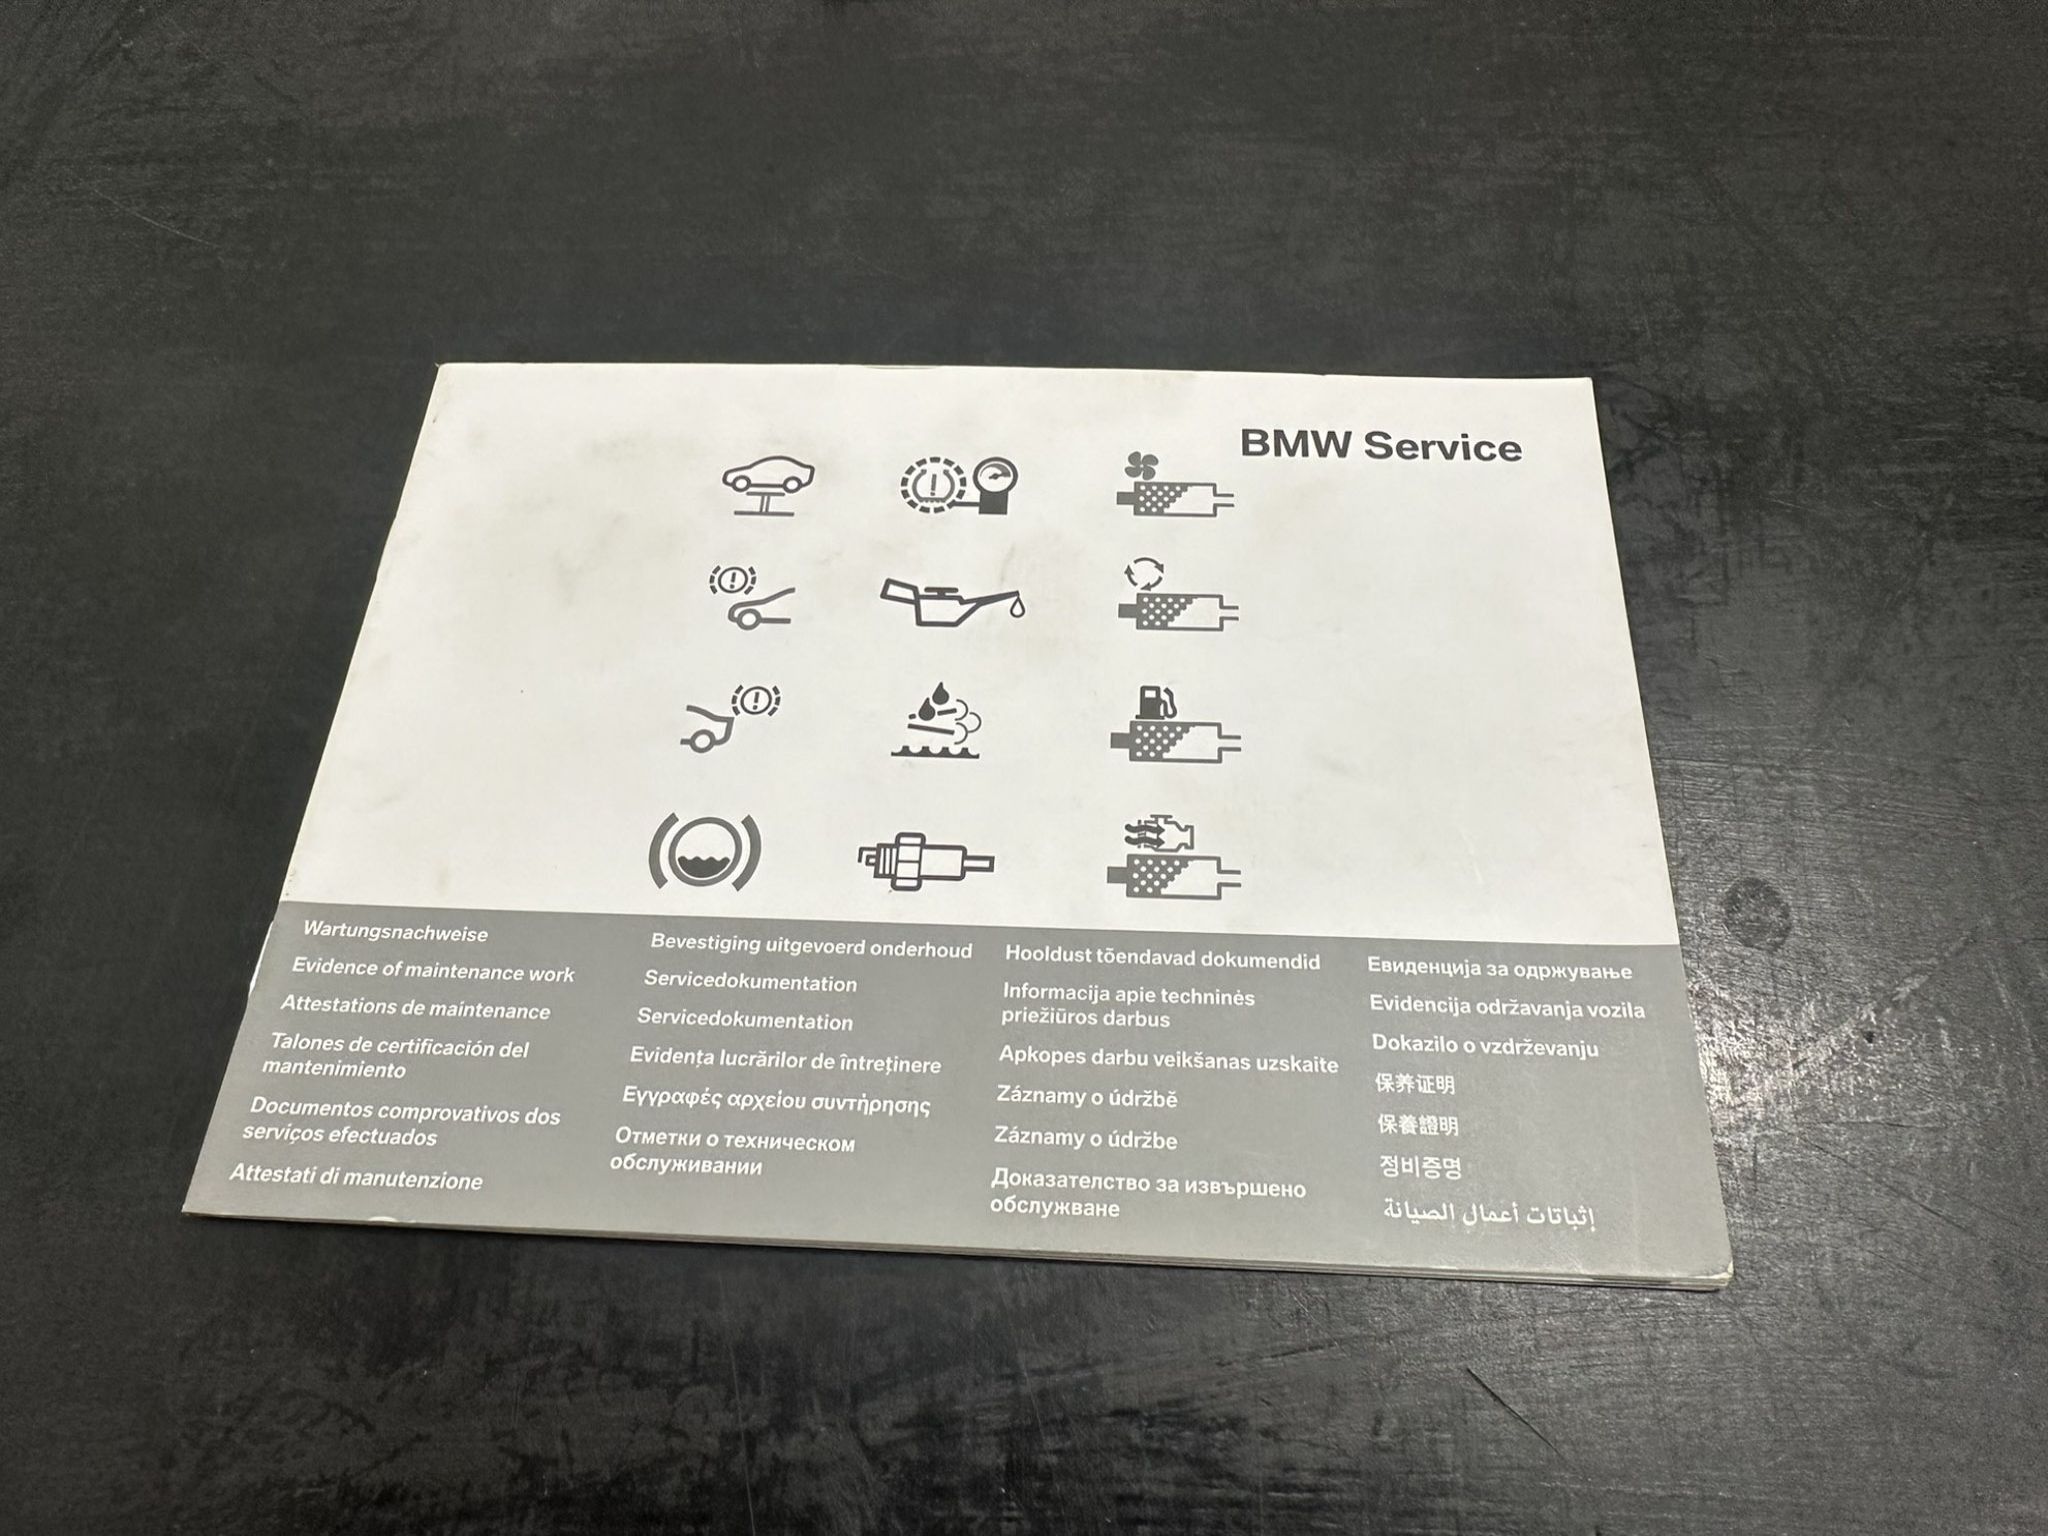 BMW Service
Wartungsnachweise
Evidence of maintenance work
Attestations de maintenance
Talones de certificación del
mantenimiento
Documentos comprovativos dos
serviços efectuados
Attestati di manutenzione
Bevestiging uitgevoerd onderhoud
Servicedokumentation
Servicedokumentation
Evidența lucrărilor de întreținere
Εγγραφές αρχείου συντήρησης
Отметки о техническом
обслуживании
Hooldust tõendavad dokumendid
Informacija apie techninės
priežiūros darbus
Apkopes darbu veikšanas uzskaite
Záznamy o údržbě
Záznamy o údržbe
Доказателство за извършено
обслужване
Евиденција за одржување
Evidencija održavanja vozila
Dokazilo o vzdrževanju
保养证明
保養證明
정비증명
إثباتات أعمال الصيانة